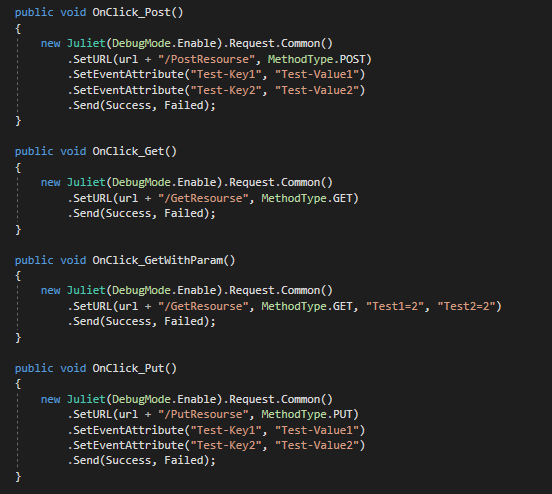 public void OnClick_Post()
{
    new Juliet(DebugMode.Enable).Request.Common()
        .SetURL(url + "/PostResourse", MethodType.POST)
        .SetEventAttribute("Test-Key1", "Test-Value1")
        .SetEventAttribute("Test-Key2", "Test-Value2")
        .Send(Success, Failed);
}
public void OnClick_Get()
{
    new Juliet(DebugMode.Enable).Request.Common()
        .SetURL(url + "/GetResourse", MethodType.GET)
        .Send(Success, Failed);
}
public void OnClick_GetWithParam()
{
    new Juliet(DebugMode.Enable).Request.Common()
        .SetURL(url + "/GetResourse", MethodType.GET, "Test1=2", "Test2=2")
        .Send(Success, Failed);
}
public void OnClick_Put()
{
    new Juliet(DebugMode.Enable).Request.Common()
        .SetURL(url + "/PutResourse", MethodType.PUT)
        .SetEventAttribute("Test-Key1", "Test-Value1")
        .SetEventAttribute("Test-Key2", "Test-Value2")
        .Send(Success, Failed);
}